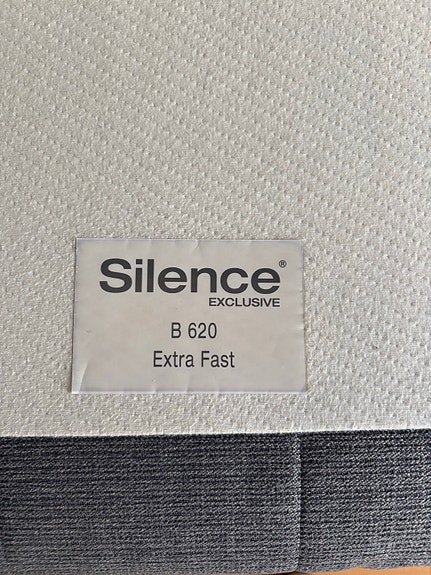 Silence®
EXCLUSIVE
B 620
Extra Fast